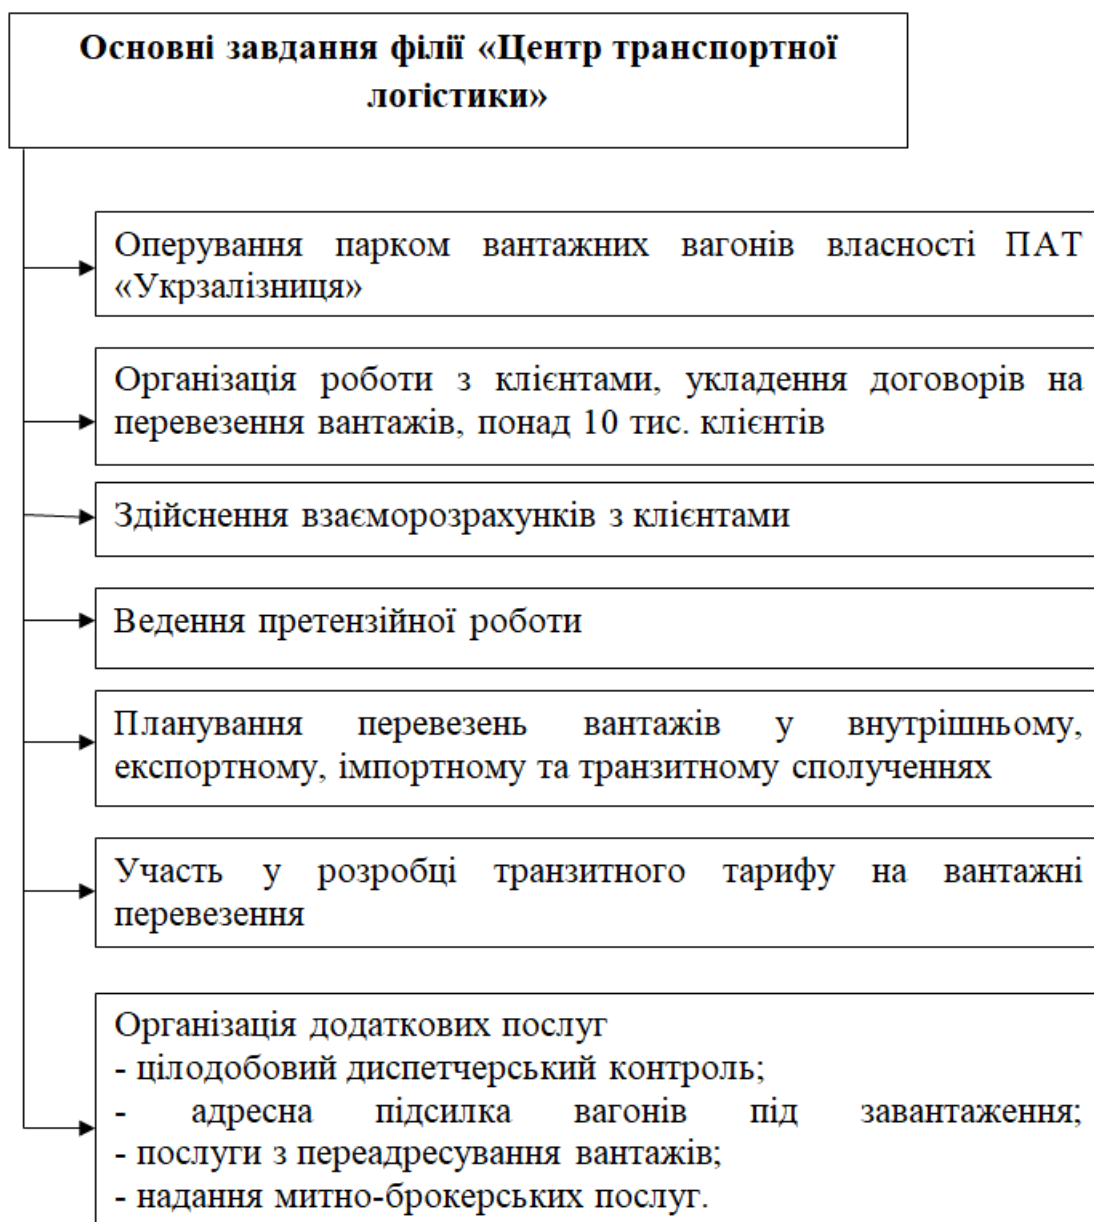 Основні завдання філії «Центр транспортної
логістики»
Оперування парком вантажних вагонів власності ПАТ
«Укрзалізниця»
Організація роботи з клієнтами, укладення договорів на
перевезення вантажів, понад 10 тис. клієнтів
Здійснення взаєморозрахунків з клієнтами
Ведення претензійної роботи
Планування перевезень вантажів у внутрішньому,
експортному, імпортному та транзитному сполученнях
Участь у розробці транзитного тарифу на вантажні
перевезення
Організація додаткових послуг
- цілодобовий диспетчерський контроль;
- адресна підсилка вагонів під завантаження;
- послуги з переадресування вантажів;
- надання митно-брокерських послуг.